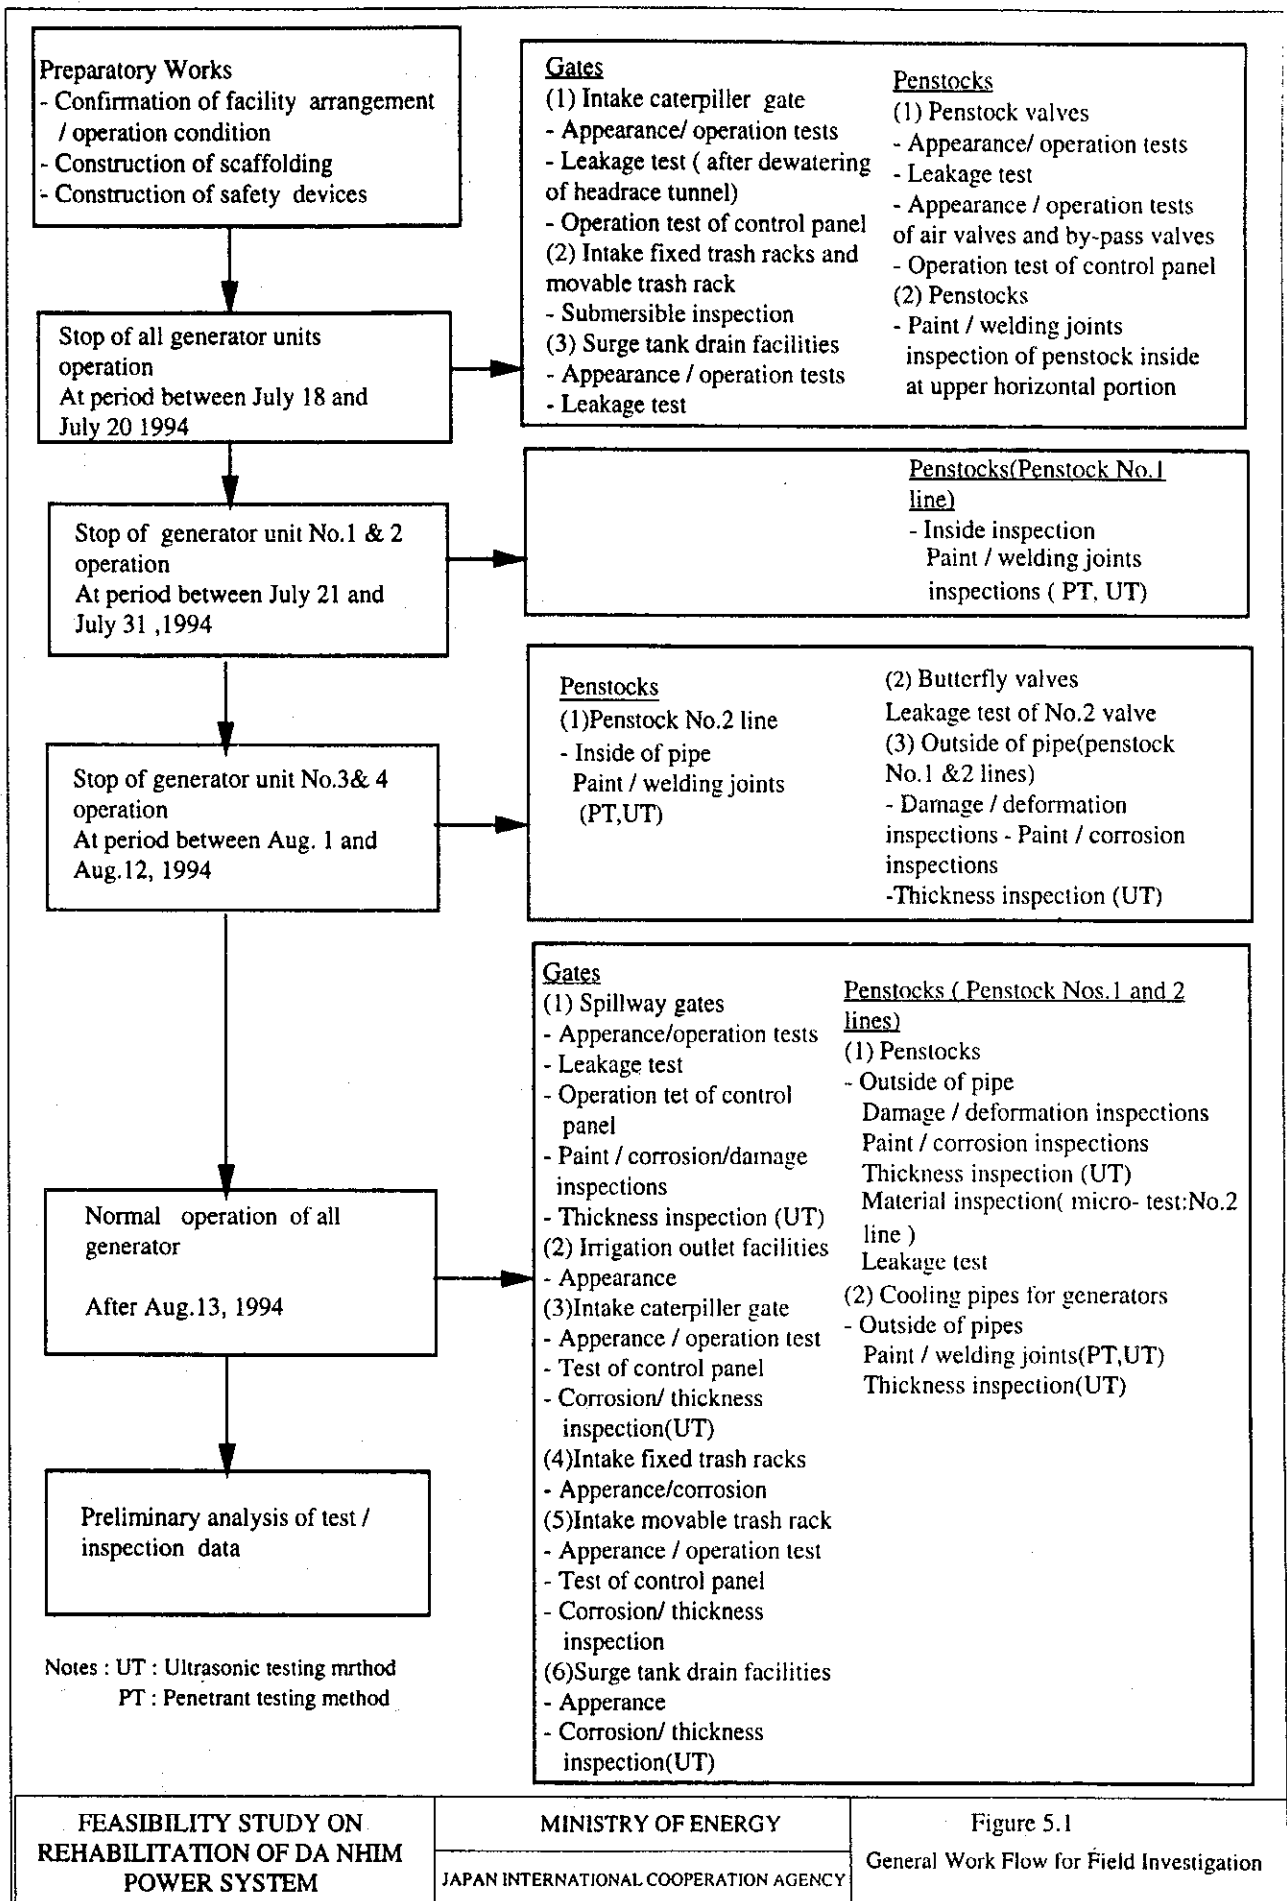 Preparatory Works
- Confirmation of facility arrangement
/ operation condition
- Construction of scaffolding
- Construction of safety devices
Gates
(1) Intake caterpiller gate
- Appearance/ operation tests
- Leakage test ( after dewatering
of headrace tunnel)
- Operation test of control panel
(2) Intake fixed trash racks and
movable trash rack
- Submersible inspection
(3) Surge tank drain facilities
- Appearance / operation tests
- Leakage test
Penstocks
(1) Penstock valves
- Appearance/ operation tests
- Leakage test
- Appearance / operation tests
of air valves and by-pass valves
- Operation test of control panel
(2) Penstocks
- Paint / welding joints
inspection of penstock inside
at upper horizontal portion
Stop of all generator units
operation
At period between July 18 and
July 20 1994
Stop of generator unit No.1 & 2
operation
At period between July 21 and
July 31 ,1994
Penstocks(Penstock No.1
line)
- Inside inspection
Paint / welding joints
inspections ( PT, UT)
Stop of generator unit No.3& 4
operation
At period between Aug. 1 and
Aug.12, 1994
Penstocks
(1)Penstock No.2 line
- Inside of pipe
Paint / welding joints
(PT,UT)
(2) Butterfly valves
Leakage test of No.2 valve
(3) Outside of pipe(penstock
No.1 &2 lines)
- Damage / deformation
inspections - Paint / corrosion
inspections
-Thickness inspection (UT)
Normal operation of all
generator
After Aug.13, 1994
Gates
(1) Spillway gates
- Apperance/operation tests
- Leakage test
- Operation tet of control
panel
- Paint / corrosion/damage
inspections
- Thickness inspection (UT)
(2) Irrigation outlet facilities
- Appearance
(3)Intake caterpiller gate
- Apperance / operation test
- Test of control panel
- Corrosion/ thickness
inspection(UT)
(4)Intake fixed trash racks
- Apperance/corrosion
(5)Intake movable trash rack
- Apperance / operation test
- Test of control panel
- Corrosion/ thickness
inspection
(6)Surge tank drain facilities
- Apperance
- Corrosion/ thickness
inspection(UT)
Penstocks ( Penstock Nos.1 and 2
lines)
(1) Penstocks
- Outside of pipe
Damage / deformation inspections
Paint / corrosion inspections
Thickness inspection (UT)
Material inspection( micro- test:No.2
line )
Leakage test
(2) Cooling pipes for generators
- Outside of pipes
Paint / welding joints(PT,UT)
Thickness inspection(UT)
Preliminary analysis of test /
inspection data
Notes : UT : Ultrasonic testing mrthod
PT : Penetrant testing method
FEASIBILITY STUDY ON
REHABILITATION OF DA NHIM
POWER SYSTEM
MINISTRY OF ENERGY
JAPAN INTERNATIONAL COOPERATION AGENCY
Figure 5.1
General Work Flow for Field Investigation